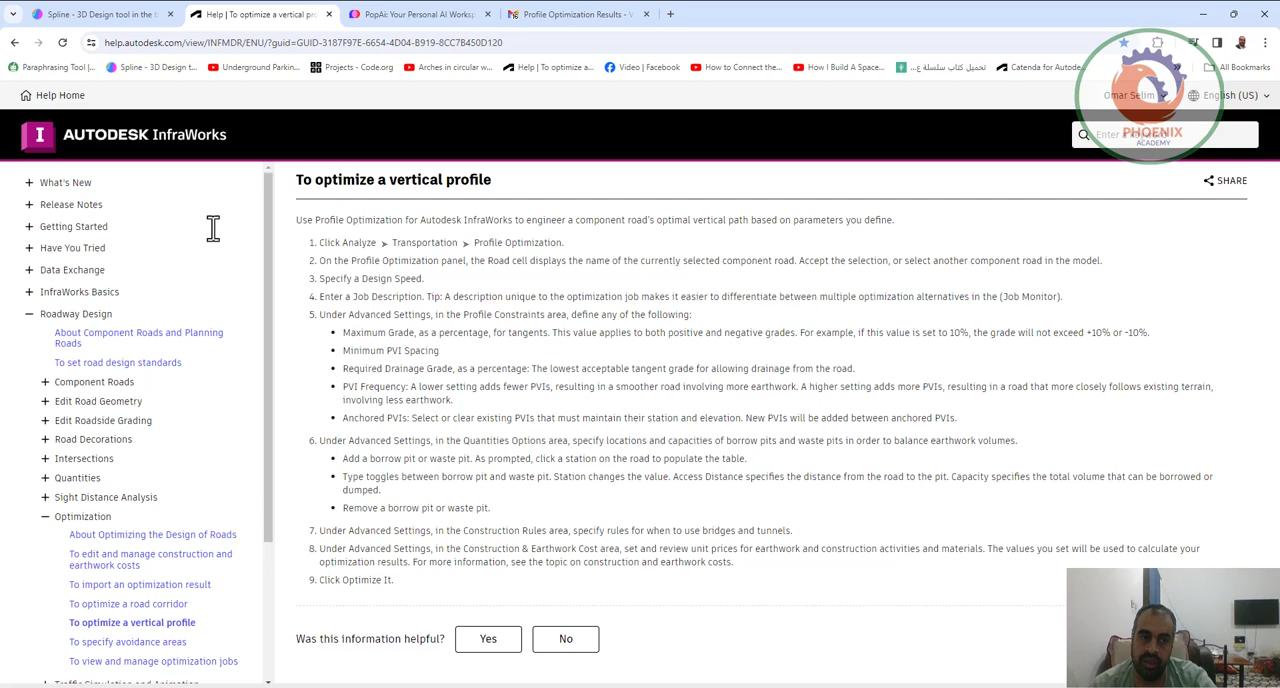 Spline - 3D Design tool in the b
Help | To optimize a vertical pro
PopAi: Your Personal AI Worksp
Profile Optimization Results - V
help.autodesk.com/view/INFMDR/ENU/?guid=GUID-3187F97E-6654-4D04-B919-8CC7B450D120
Paraphrasing Tool |...
Spline - 3D Design t...
Underground Parkin...
Projects - Code.org
Autodesk Forma - or w...
Help | To optimize a...
Video | Facebook
How to Connect the...
How I Build A Space...
تحميل كتاب سلسلة ع...
Catenda for Autode...
All Bookmarks
Help Home
Omar Selim
English (US)
I AUTODESK InfraWorks
Enter a keyword
PHOENIX
ACADEMY
What's New
Release Notes
Getting Started
Have You Tried
Data Exchange
InfraWorks Basics
Roadway Design
About Component Roads and Planning
Roads
To set road design standards
Component Roads
Edit Road Geometry
Edit Roadside Grading
Road Decorations
Intersections
Quantities
Sight Distance Analysis
Optimization
About Optimizing the Design of Roads
To edit and manage construction and
earthwork costs
To import an optimization result
To optimize a road corridor
To optimize a vertical profile
To specify avoidance areas
To view and manage optimization jobs
Traffic Simulation and Animation
To optimize a vertical profile
SHARE
Use Profile Optimization for Autodesk InfraWorks to engineer a component road's optimal vertical path based on parameters you define.
1. Click Analyze > Transportation > Profile Optimization.
2. On the Profile Optimization panel, the Road cell displays the name of the currently selected component road. Accept the selection, or select another component road in the model.
3. Specify a Design Speed.
4. Enter a Job Description. Tip: A description unique to the optimization job makes it easier to differentiate between multiple optimization alternatives in the (Job Monitor).
5. Under Advanced Settings, in the Profile Constraints area, define any of the following:
• Maximum Grade, as a percentage, for tangents. This value applies to both positive and negative grades. For example, if this value is set to 10%, the grade will not exceed +10% or -10%.
• Minimum PVI Spacing
• Required Drainage Grade, as a percentage: The lowest acceptable tangent grade for allowing drainage from the road.
• PVI Frequency: A lower setting adds fewer PVIs, resulting in a smoother road involving more earthwork. A higher setting adds more PVIs, resulting in a road that more closely follows existing terrain,
involving less earthwork.
• Anchored PVIs: Select or clear existing PVIs that must maintain their station and elevation. New PVIs will be added between anchored PVIs.
6. Under Advanced Settings, in the Quantities Options area, specify locations and capacities of borrow pits and waste pits in order to balance earthwork volumes.
• Add a borrow pit or waste pit. As prompted, click a station on the road to populate the table.
• Type toggles between borrow pit and waste pit. Station changes the value. Access Distance specifies the distance from the road to the pit. Capacity specifies the total volume that can be borrowed or
dumped.
• Remove a borrow pit or waste pit.
7. Under Advanced Settings, in the Construction Rules area, specify rules for when to use bridges and tunnels.
8. Under Advanced Settings, in the Construction & Earthwork Cost area, set and review unit prices for earthwork and construction activities and materials. The values you set will be used to calculate your
optimization results. For more information, see the topic on construction and earthwork costs.
9. Click Optimize It.
Was this information helpful?
Yes
No